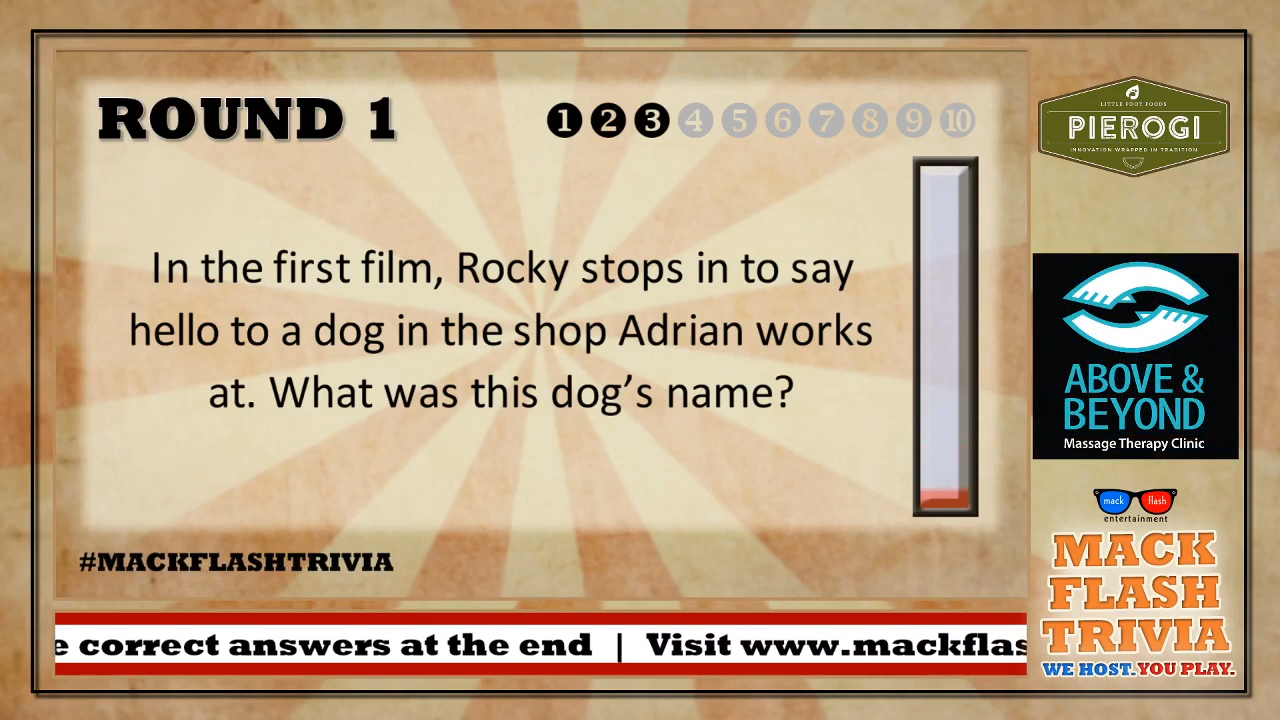 ROUND 1
1 2 3 4 5 6 7 8 9 10
In the first film, Rocky stops in to say
hello to a dog in the shop Adrian works
at. What was this dog’s name?
#MACKFLASHTRIVIA
e correct answers at the end | Visit www.mackflas
LITTLE FOOT FOODS
PIEROGI
INNOVATION WRAPPED IN TRADITION
ABOVE &
BEYOND
Massage Therapy Clinic
mack flash
entertainment
MACK
FLASH
TRIVIA
WE HOST. YOU PLAY.